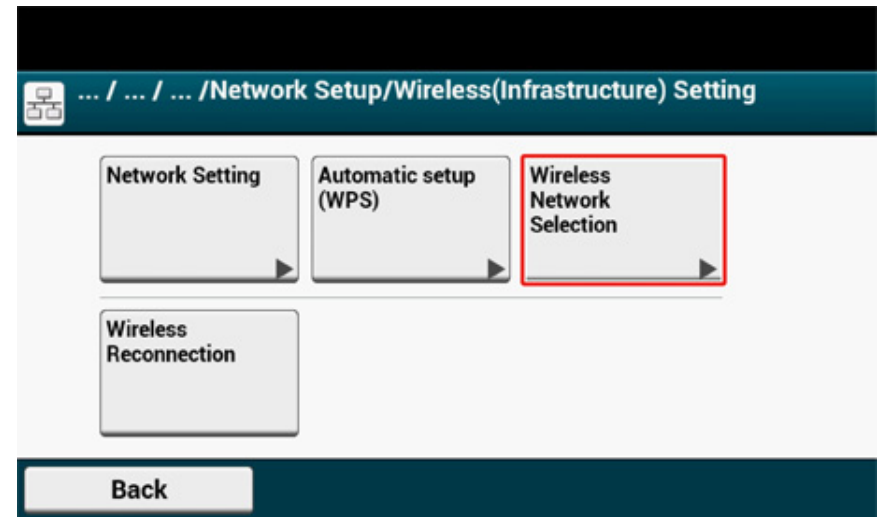 ... / ... / ... /Network Setup/Wireless(Infrastructure) Setting
Network Setting
Automatic setup
(WPS)
Wireless
Network
Selection
Wireless
Reconnection
Back